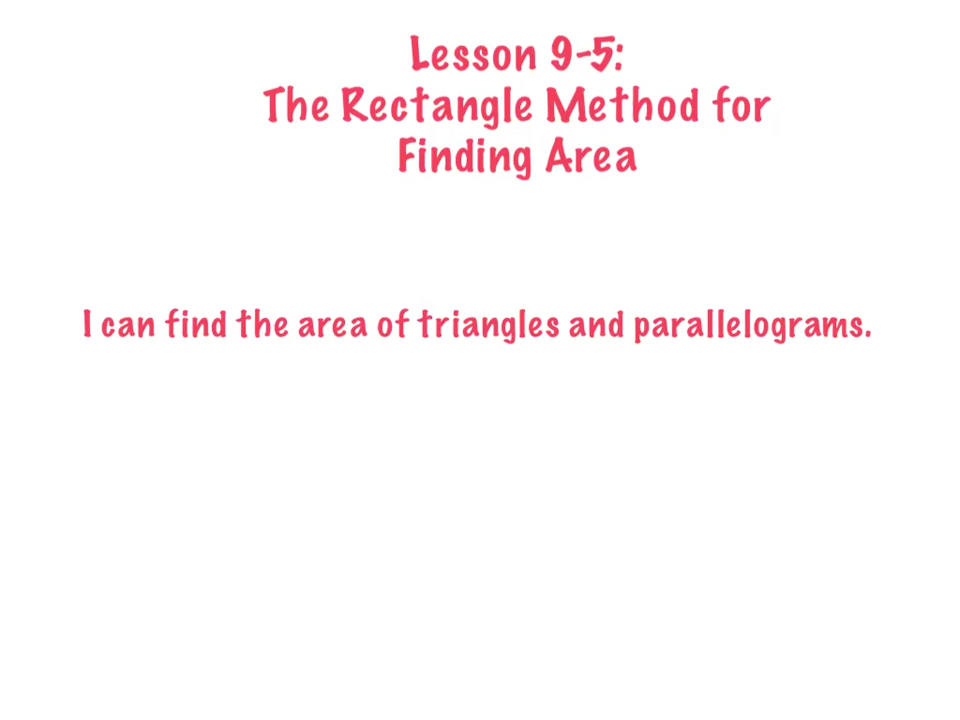 Lesson 9-5:
The Rectangle Method for
Finding Area
I can find the area of triangles and parallelograms.